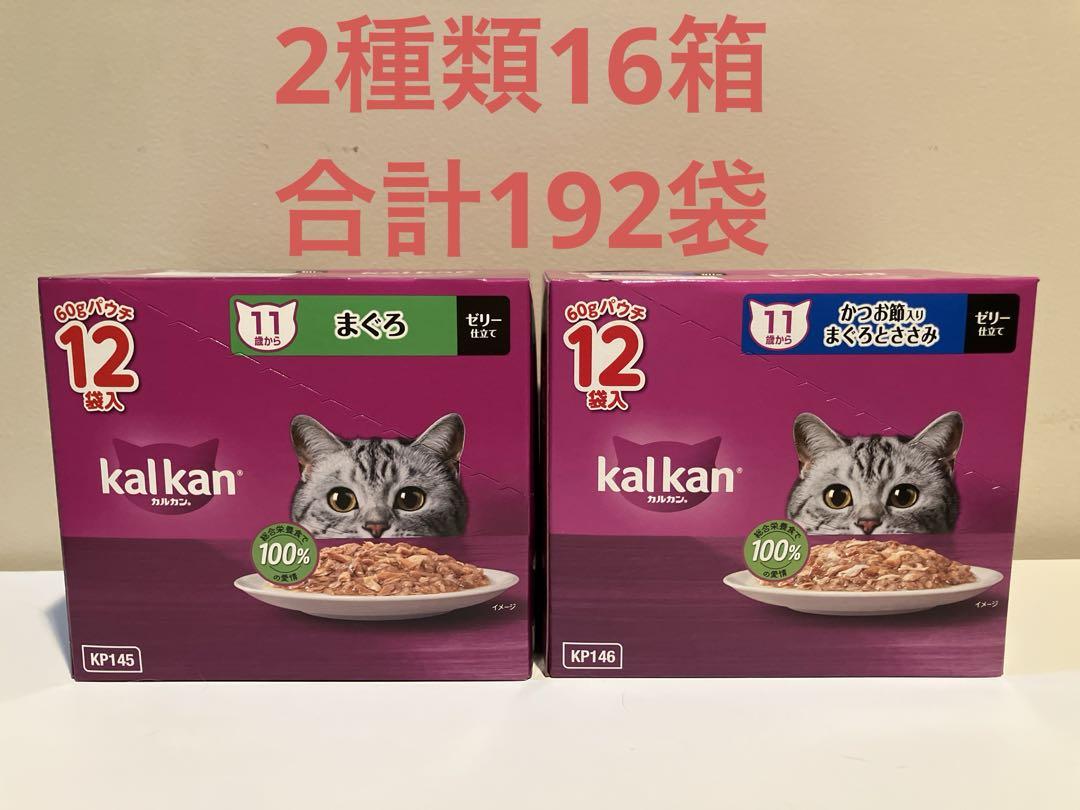 2種類16箱
合計192袋
60gパウチ
12
袋入
11
歳から
まぐろ
ゼリー
仕立て
kal kan®
カルカン®
総合栄養食で
100%
の愛情
イメージ
KP145
60gパウチ
12
袋入
11
歳から
かつお節入り
まぐろとささみ
ゼリー
仕立て
kal kan®
カルカン®
総合栄養食で
100%
の愛情
イメージ
KP146